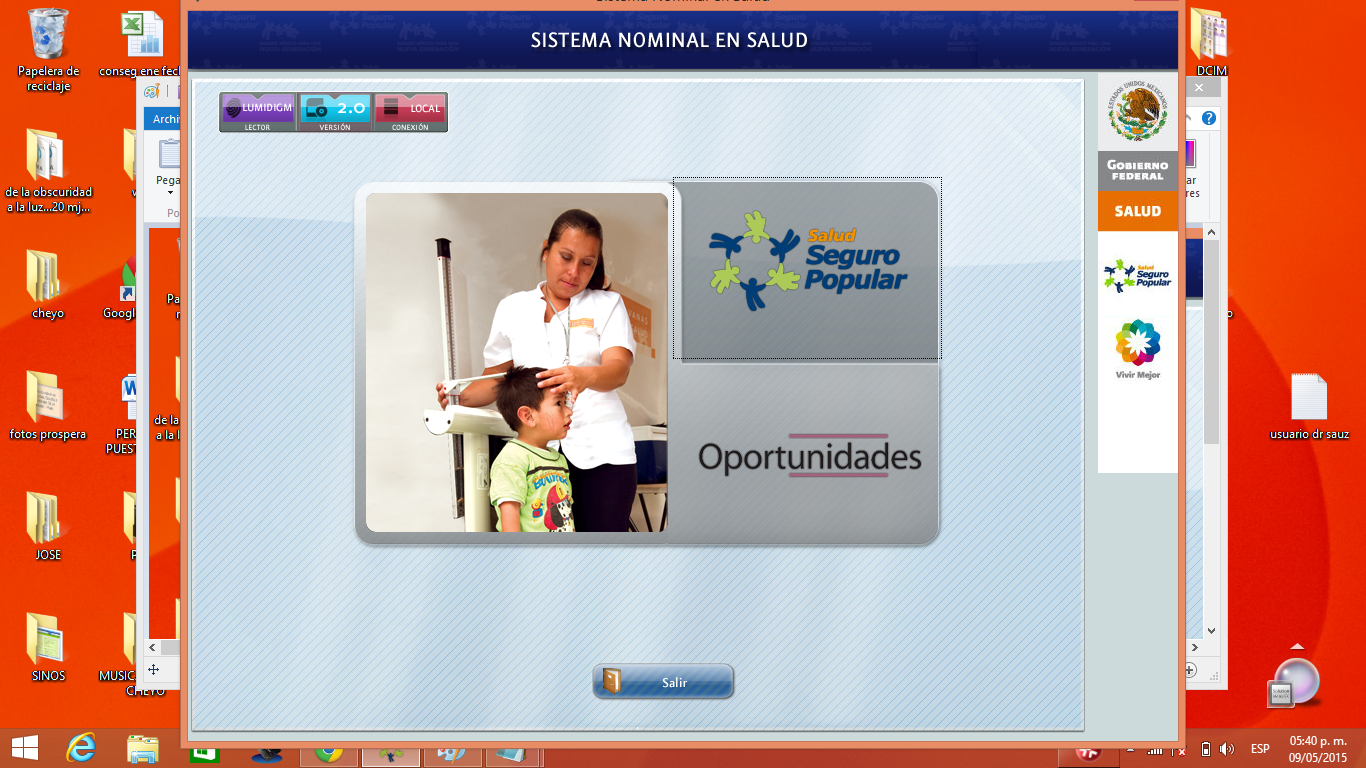 SISTEMA NOMINAL EN SALUD
Papelera de
reciclaje
conseg ene fecl
DCIM
LUMIDIGM
LECTOR
2.0
VERSIÓN
LOCAL
CONEXIÓN
ESTADOS UNIDOS MEXICANOS
GOBIERNO
FEDERAL
SALUD
Salud
Seguro
Popular
Vivir Mejor
Archi
Pega
Po
de la obscuridad
a la luz...20 mj...
Salud
Seguro
Popular
Oportunidades
cheyo
Googl
fotos prospera
PER
PUEST
de la
a la l
usuario dr sauz
JOSE
SINOS
MUSIC
CHEYO
Salir
ESP
05:40 p. m.
09/05/2015